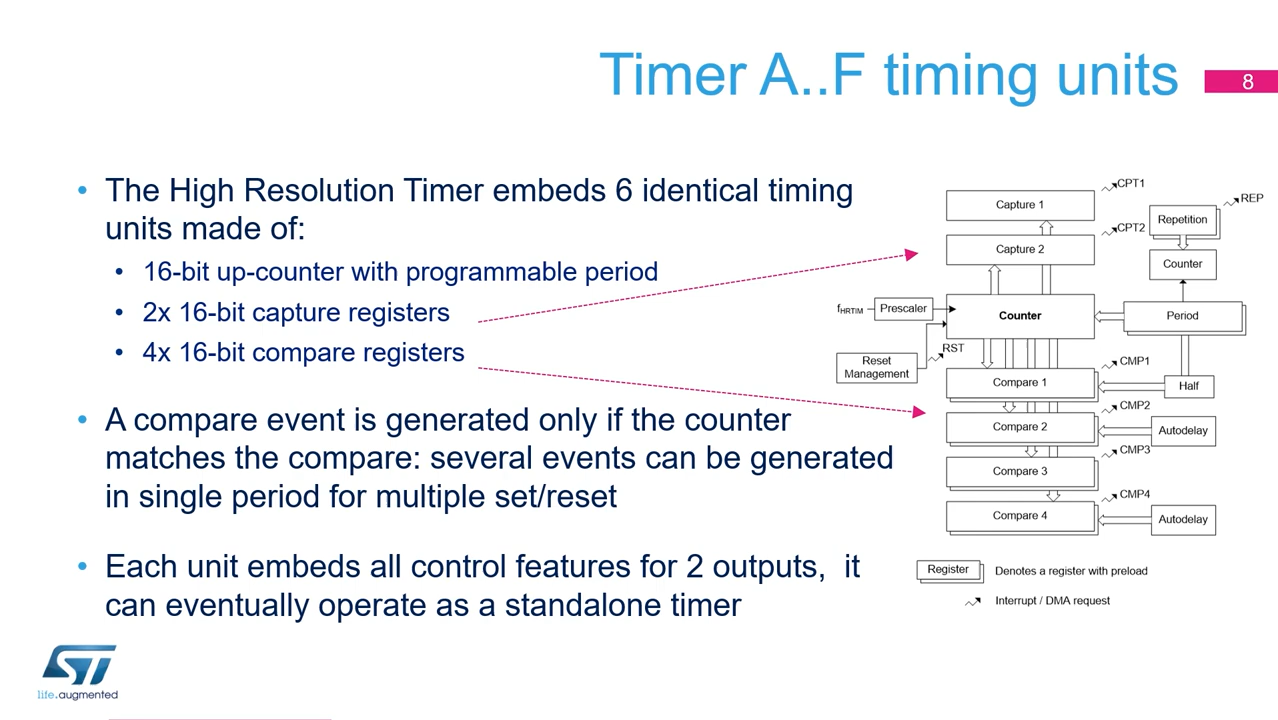 Timer A..F timing units
8
• The High Resolution Timer embeds 6 identical timing
units made of:
• 16-bit up-counter with programmable period
• 2x 16-bit capture registers
• 4x 16-bit compare registers
• A compare event is generated only if the counter
matches the compare: several events can be generated
in single period for multiple set/reset
• Each unit embeds all control features for 2 outputs, it
can eventually operate as a standalone timer
Capture 1
CPT1
Repetition
REP
Capture 2
CPT2
Counter
fHRTIM
Prescaler
Counter
Period
Reset
Management
RST
Compare 1
CMP1
Half
Compare 2
CMP2
Autodelay
Compare 3
CMP3
Compare 4
CMP4
Autodelay
Register
Denotes a register with preload
Interrupt / DMA request
ST
life.augmented